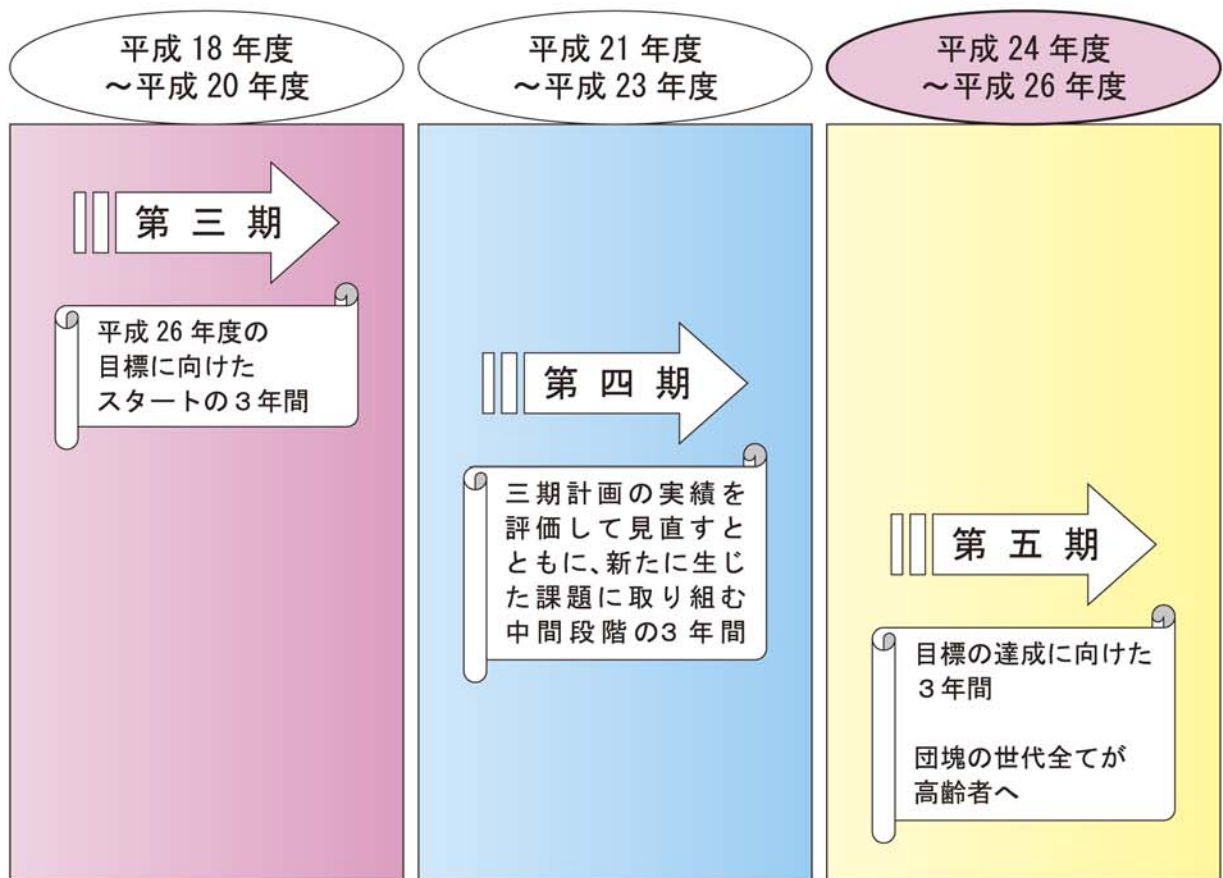 平成 18 年度
～平成 20 年度
第 三 期
平成 26 年度の
目標に向けた
スタートの３年間
平成 21 年度
～平成 23 年度
第 四 期
三期計画の実績を
評価して見直すと
ともに、新たに生じ
た課題に取り組む
中間段階の3 年間
平成 24 年度
～平成 26 年度
第 五 期
目標の達成に向けた
３年間
団塊の世代全てが
高齢者へ